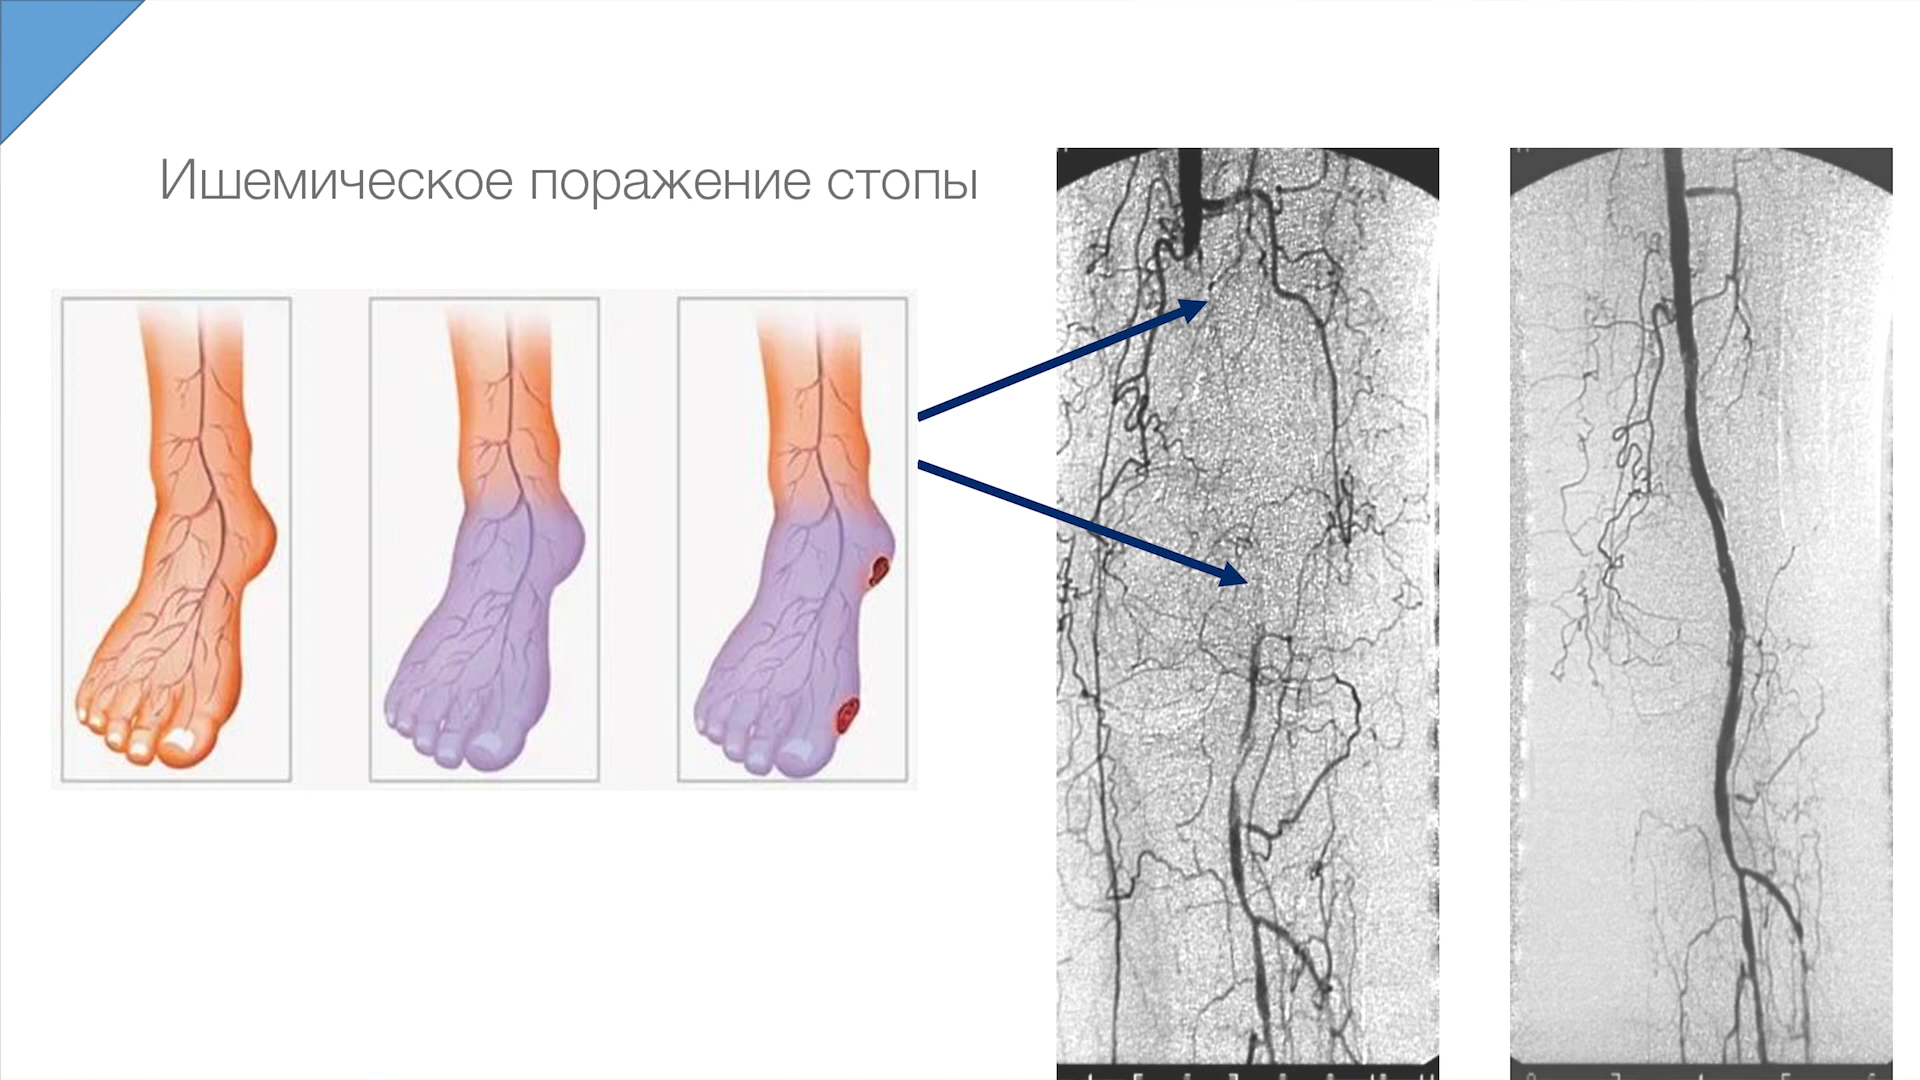 Ишемическое поражение стопы